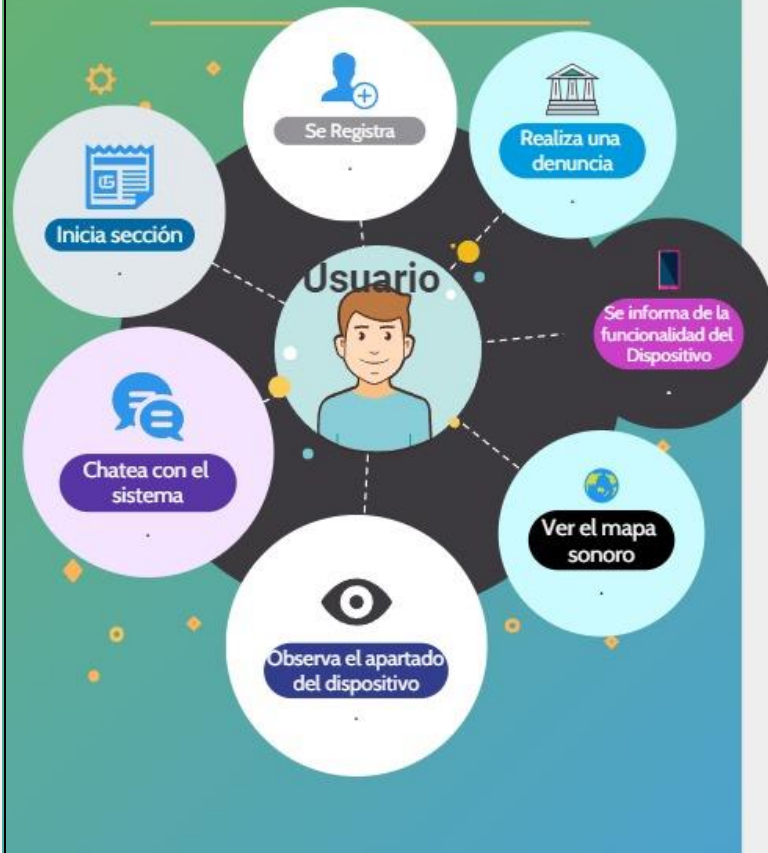 Se Registra
Realiza una
denuncia
Inicia sección
Usuario
Se informa de la
funcionalidad del
Dispositivo
Chatea con el
sistema
Ver el mapa
sonoro
Observa el apartado
del dispositivo